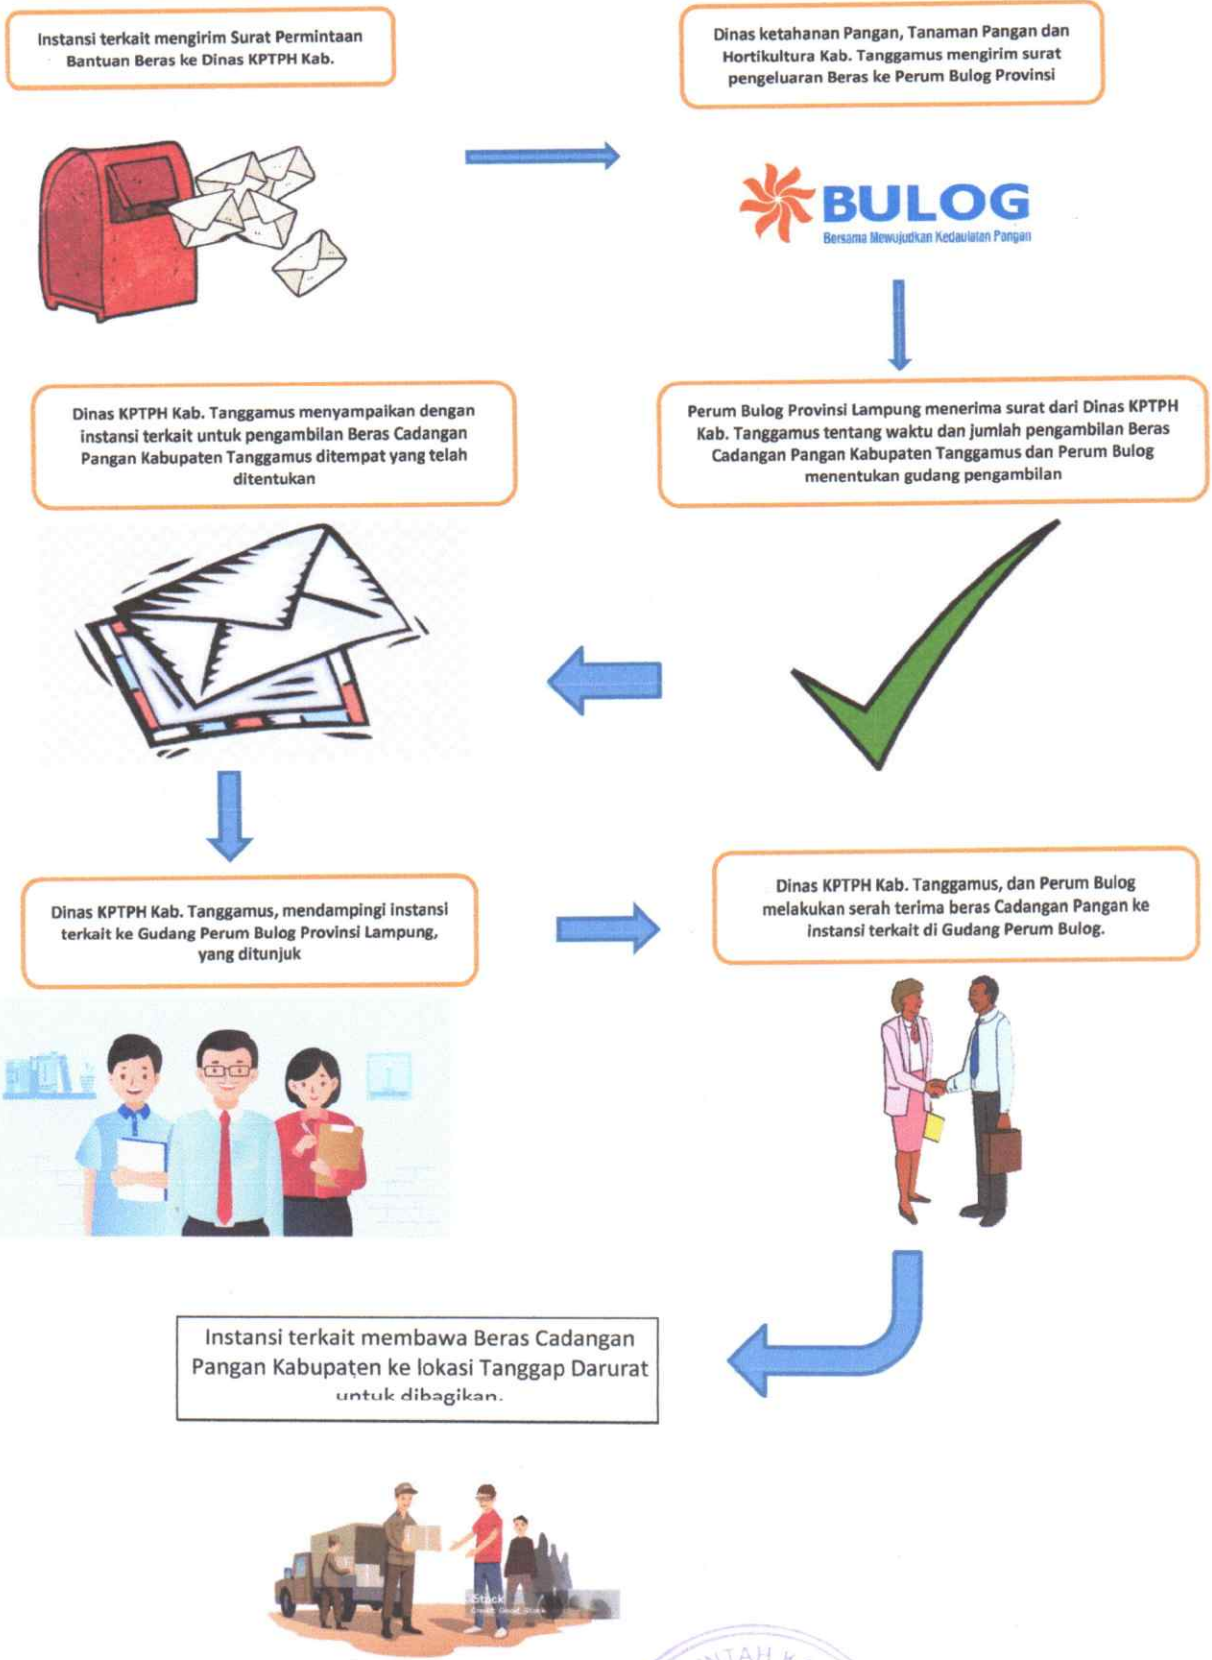 Instansi terkait mengirim Surat Permintaan
Bantuan Beras ke Dinas KPTPH Kab.
Dinas ketahanan Pangan, Tanaman Pangan dan
Hortikultura Kab. Tanggamus mengirim surat
pengeluaran Beras ke Perum Bulog Provinsi
BULOG
Bersama Mewujudkan Kedaulatan Pangan
Perum Bulog Provinsi Lampung menerima surat dari Dinas KPTPH
Kab. Tanggamus tentang waktu dan jumlah pengambilan Beras
Cadangan Pangan Kabupaten Tanggamus dan Perum Bulog
menentukan gudang pengambilan
Dinas KPTPH Kab. Tanggamus menyampaikan dengan
instansi terkait untuk pengambilan Beras Cadangan
Pangan Kabupaten Tanggamus ditempat yang telah
ditentukan
Dinas KPTPH Kab. Tanggamus, mendampingi instansi
terkait ke Gudang Perum Bulog Provinsi Lampung,
yang ditunjuk
Dinas KPTPH Kab. Tanggamus, dan Perum Bulog
melakukan serah terima beras Cadangan Pangan ke
instansi terkait di Gudang Perum Bulog.
Instansi terkait membawa Beras Cadangan
Pangan Kabupaten ke lokasi Tanggap Darurat
untuk dibagikan.
iStock